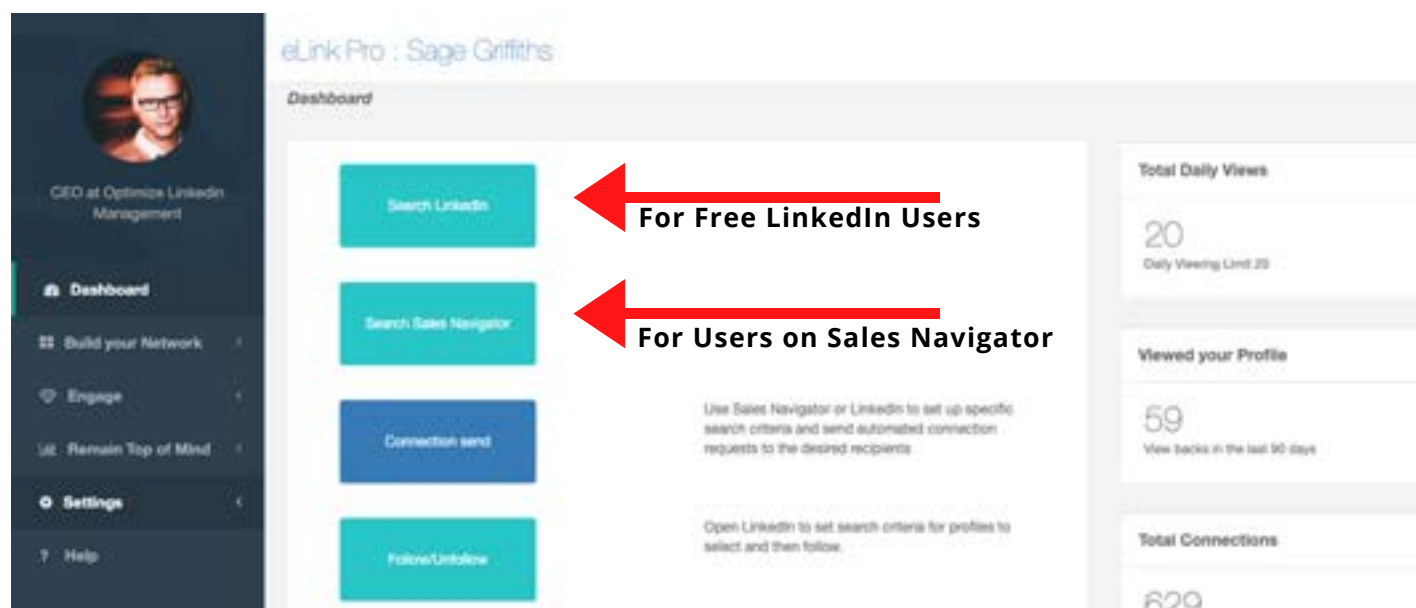 eLink Pro : Sage Griffiths
Dashboard
CEO at Optimize Linkedin
Management
Dashboard
Build your Network
Engage
Remain Top of Mind
Settings
? Help
Search LinkedIn
For Free LinkedIn Users
Search Sales Navigator
For Users on Sales Navigator
Connection send
Use Sales Navigator or LinkedIn to set up specific
search criteria and send automated connection
requests to the desired recipients
Follow/Unfollow
Open LinkedIn to set search criteria for profiles to
select and then follow.
Total Daily Views
20
Daily Viewing Limit 20
Viewed your Profile
59
View backs in the last 90 days
Total Connections
629